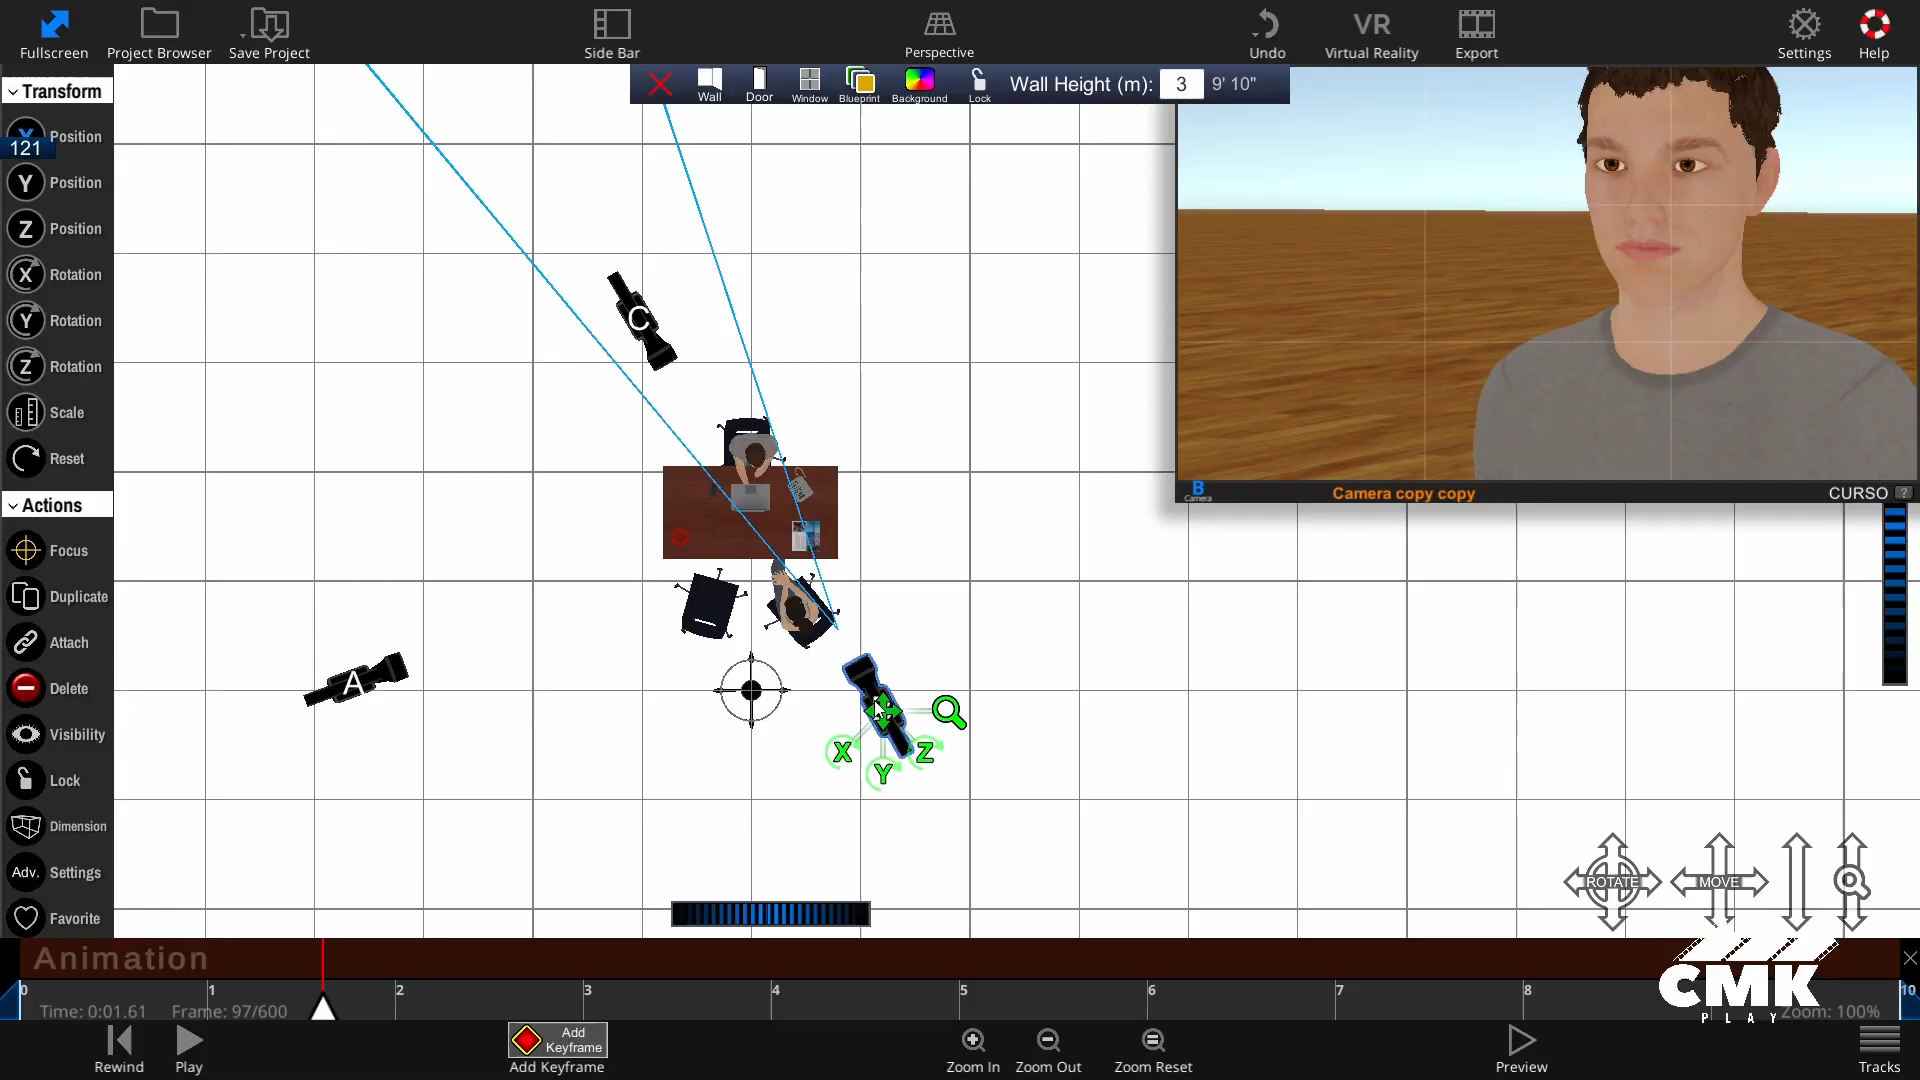 Fullscreen
Project Browser
Save Project
Side Bar
Perspective
Undo
VR
Virtual Reality
Export
Settings
Help
Wall
Door
Window
Blueprint
Background
Lock
Wall Height (m): 3 9' 10"
Transform
X Position
121
Y Position
Z Position
X Rotation
Y Rotation
Z Rotation
Scale
Reset
Actions
Focus
Duplicate
Attach
Delete
Visibility
Lock
Dimension
Adv. Settings
Favorite
C
A
X
Y
Z
B
Camera
Camera copy copy
CURSO ?
ROTATE
MOVE
Animation
0 1 2 3 4 5 6 7 8 10
Time: 0:01.61 Frame: 97/600
Zoom: 100%
CMK
PLAY
Rewind
Play
Add
Keyframe
Add Keyframe
Zoom In
Zoom Out
Zoom Reset
Preview
Tracks